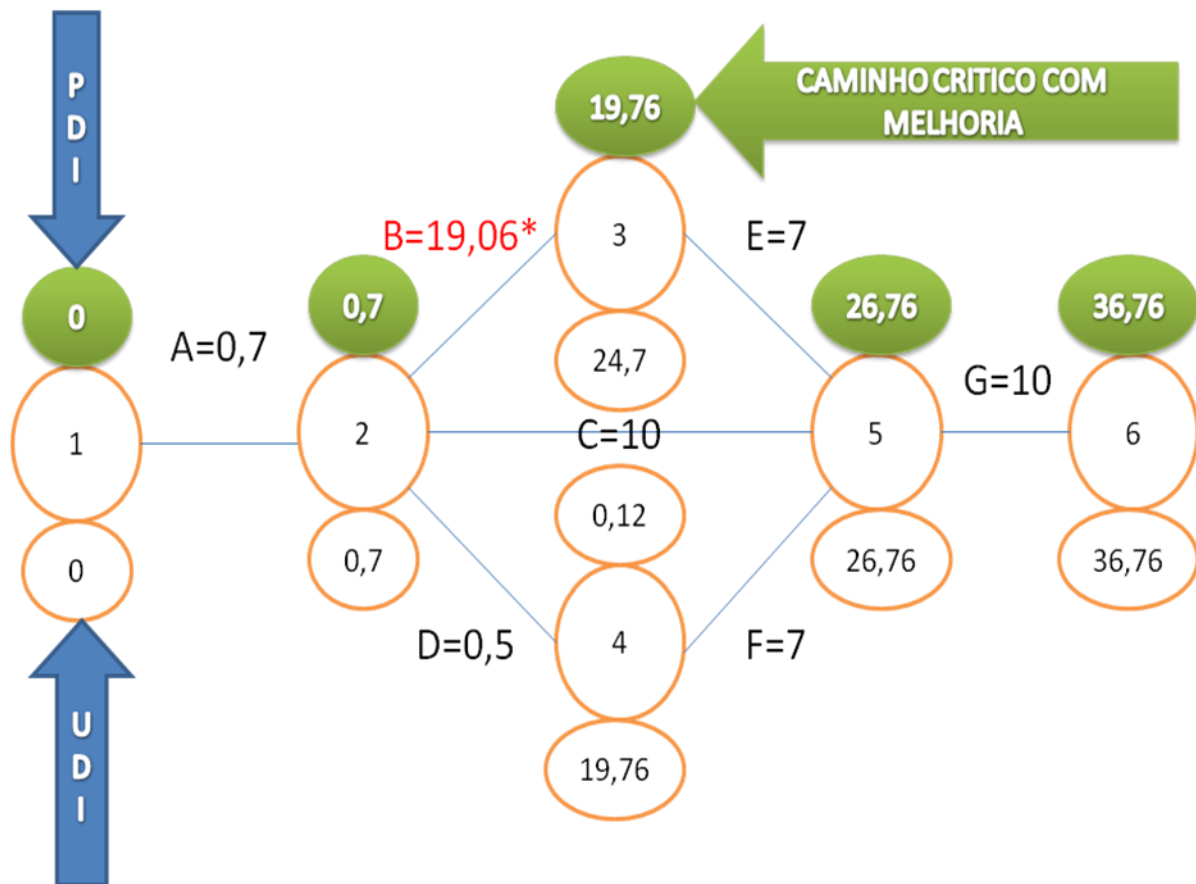 P
D
I
CAMINHO CRITICO COM
MELHORIA
19,76
3
B=19,06*
E=7
24,7
0
0,7
26,76
36,76
A=0,7
G=10
1
2
C=10
5
6
0,12
0
0,7
26,76
36,76
D=0,5
4
F=7
19,76
U
D
I